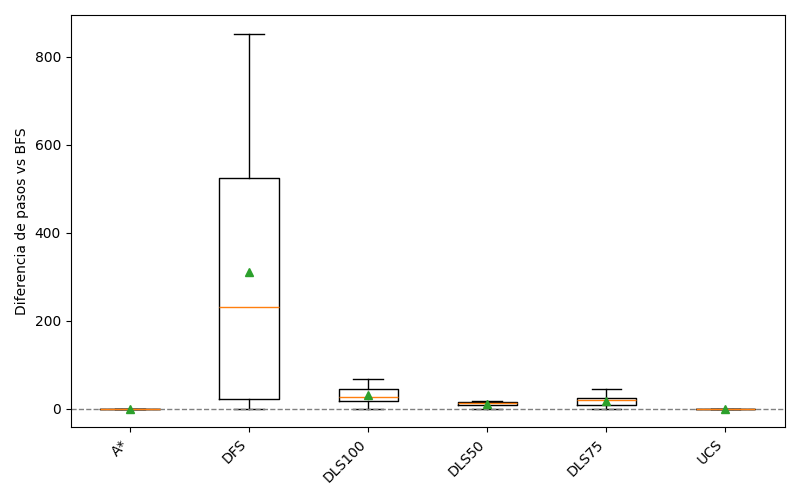 Diferencia de pasos vs BFS
800
600
400
200
0
A*
DFS
DLS100
DLS50
DLS75
UCS